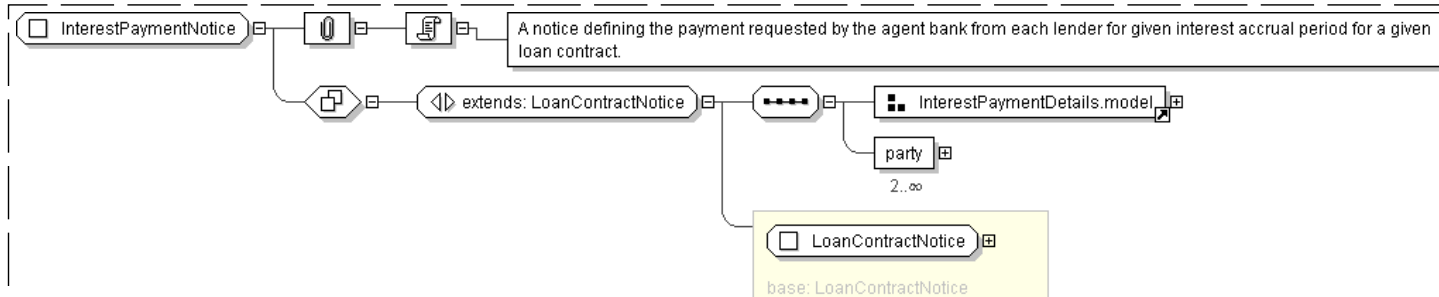 InterestPaymentNotice
A notice defining the payment requested by the agent bank from each lender for given interest accrual period for a given
loan contract.
extends: LoanContractNotice
InterestPaymentDetails.model
party
2..∞
LoanContractNotice
base: LoanContractNotice